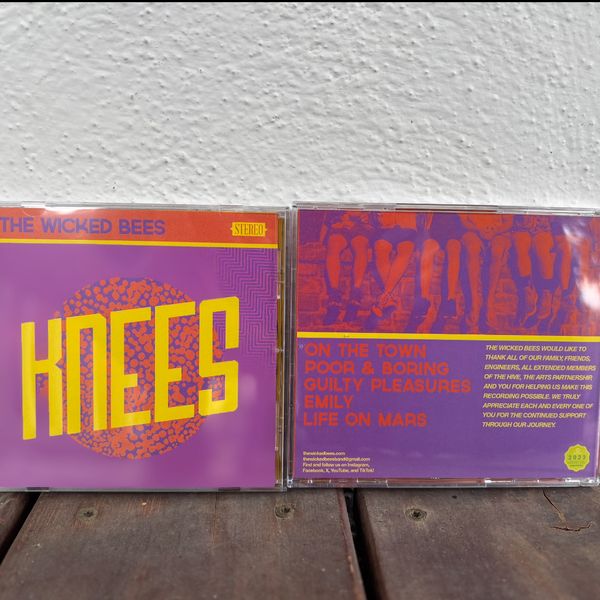 THE WICKED BEES
STEREO
KNEES
ON THE TOWN
POOR & BORING
GUILTY PLEASURES
EMILY
LIFE ON MARS
THE WICKED BEES WOULD LIKE TO
THANK ALL OF OUR FAMILY, FRIENDS,
ENGINEERS, ALL EXTENDED MEMBERS
OF THE HIVE, THE ARTS PARTNERSHIP,
AND YOU FOR HELPING US MAKE THIS
RECORDING POSSIBLE. WE TRULY
APPRECIATE EACH AND EVERY ONE OF
YOU FOR THE CONTINUED SUPPORT
THROUGH OUR JOURNEY.
thewickedbees.com
thewickedbeesband@gmail.com
Find and follow us on Instagram,
Facebook, X, YouTube, and TikTok!